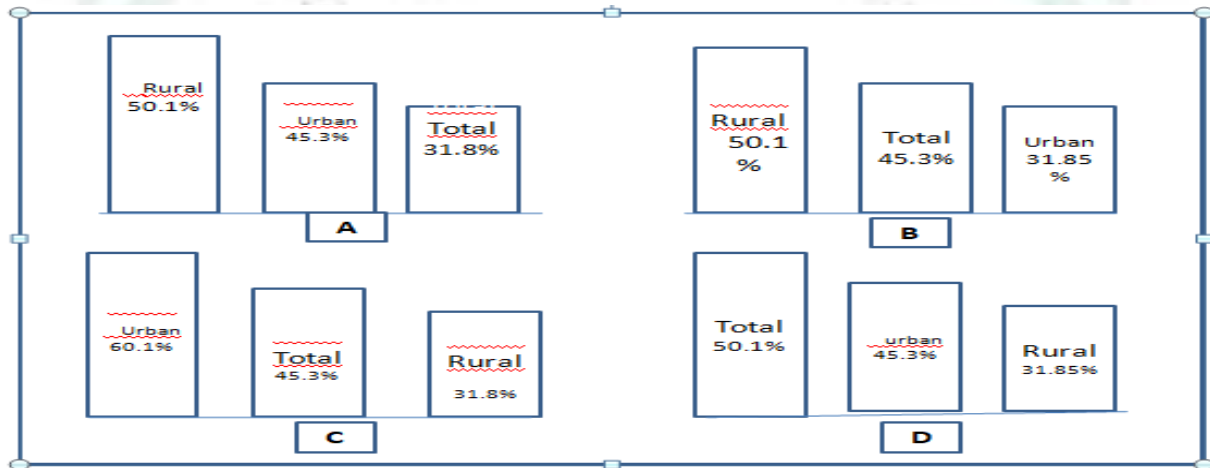 Rural
50.1%
Urban
45.3%
Total
31.8%
A
Rural
50.1
%
Total
45.3%
Urban
31.85
%
B
Urban
60.1%
Total
45.3%
Rural
31.8%
C
Total
50.1%
urban
45.3%
Rural
31.85%
D